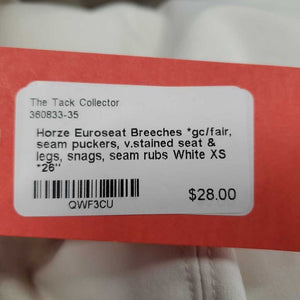 The Tack Collector
360833-35
Horze Euroseat Breeches *gc/fair,
seam puckers, v.stained seat &
legs, snags, seam rubs White XS
*26"
$28.00
QWF3CU